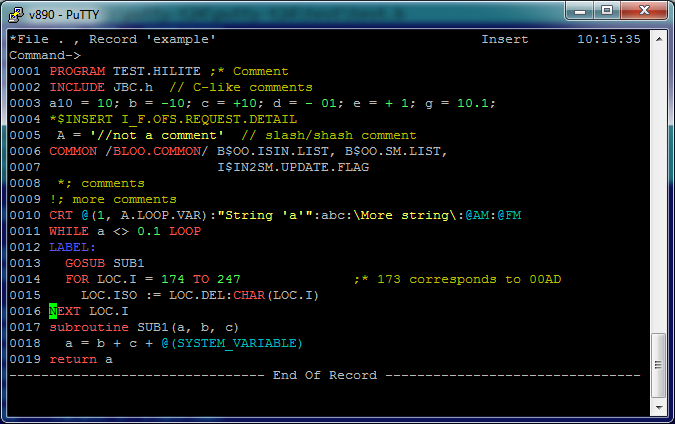 v890 - PuTTY
*File . , Record 'example' Insert 10:15:35
Command->
0001 PROGRAM TEST.HILITE ;* Comment
0002 INCLUDE JBC.h // C-like comments
0003 a10 = 10; b = -10; c = +10; d = - 01; e = + 1; g = 10.1;
0004 *$INSERT I_F.OFS.REQUEST.DETAIL
0005  A = '//not a comment' // slash/shash comment
0006 COMMON /BLOO.COMMON/ B$OO.ISIN.LIST, B$OO.SM.LIST,
0007                      I$IN2SM.UPDATE.FLAG
0008  *; comments
0009 !; more comments
0010 CRT @(1, A.LOOP.VAR):"String 'a'":abc:\More string\:@AM:@FM
0011 WHILE a <> 0.1 LOOP
0012 LABEL:
0013   GOSUB SUB1
0014   FOR LOC.I = 174 TO 247              ;* 173 corresponds to 00AD
0015     LOC.ISO := LOC.DEL:CHAR(LOC.I)
0016 NEXT LOC.I
0017 subroutine SUB1(a, b, c)
0018   a = b + c + @(SYSTEM_VARIABLE)
0019 return a
-------------------------------- End Of Record --------------------------------